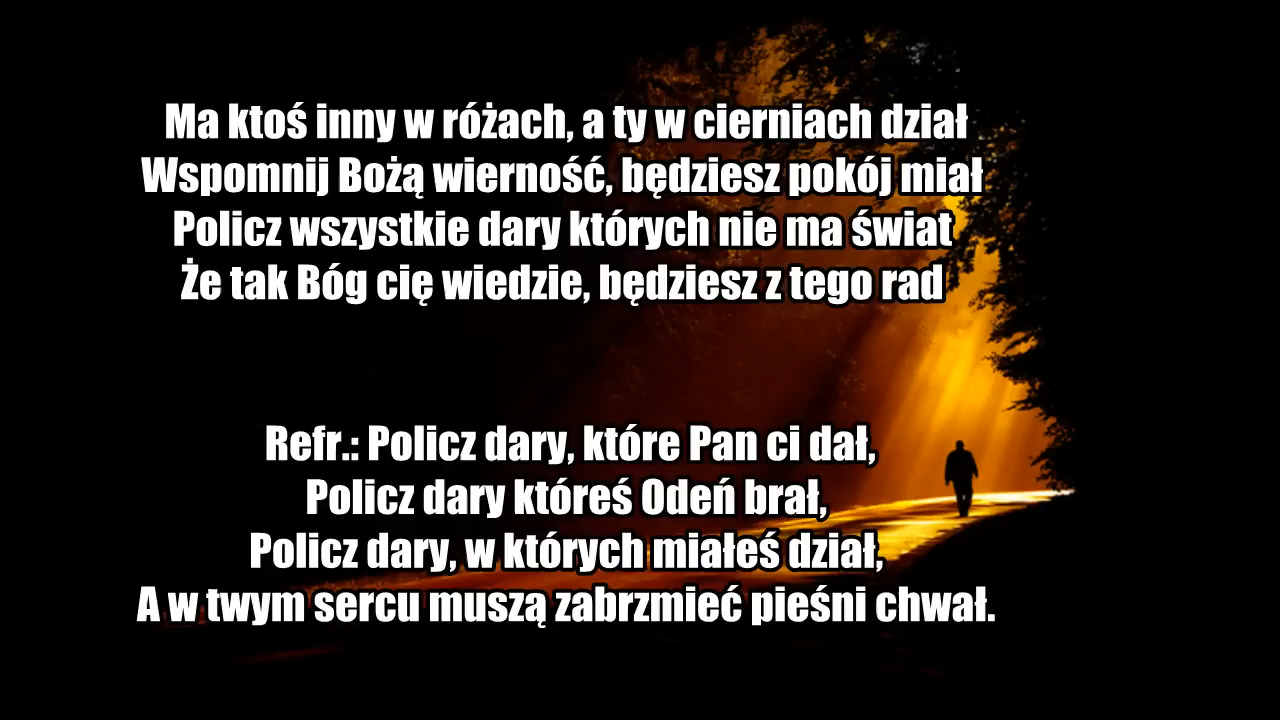 Ma ktoś inny w różach, a ty w cierniach dział
Wspomnij Bożą wierność, będziesz pokój miał
Policz wszystkie dary których nie ma świat
Że tak Bóg cię wiedzie, będziesz z tego rad
Refr.: Policz dary, które Pan ci dał,
Policz dary któreś Odeń brał,
Policz dary, w których miałeś dział,
A w twym sercu muszą zabrzmieć pieśni chwał.